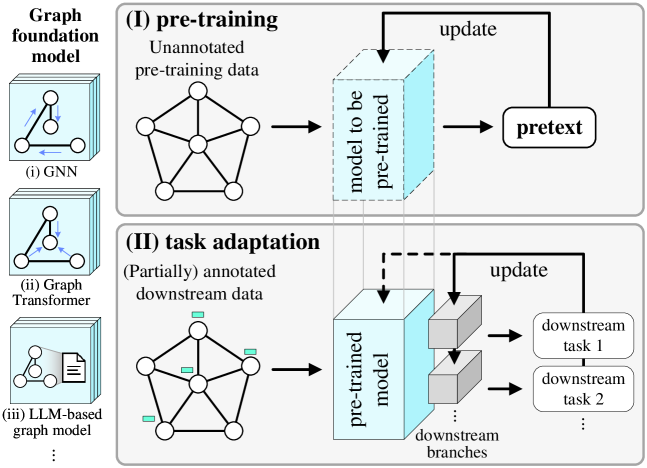 Graph
foundation
model
(i) GNN
(ii) Graph
Transformer
(iii) LLM-based
graph model
⋮
(I) pre-training
Unannotated
pre-training data
model to be
pre-trained
update
pretext
(II) task adaptation
(Partially) annotated
downstream data
pre-trained
model
update
downstream
task 1
downstream
task 2
⋮
⋮
downstream
branches